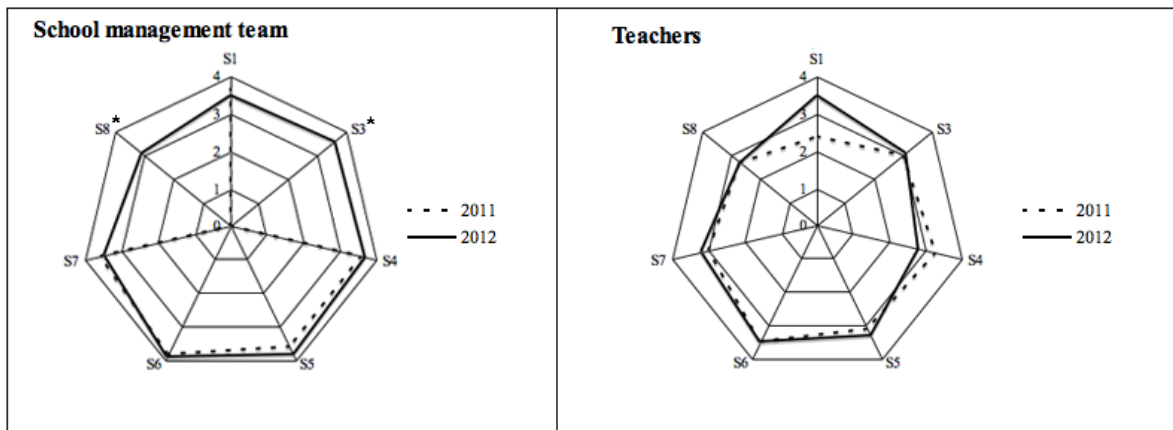 School management team
S1
4
3
2
1
0
S8*
S3*
S7
S4
S6
S5
2011
2012
Teachers
S1
4
3
2
1
0
S8
S3
S7
S4
S6
S5
2011
2012